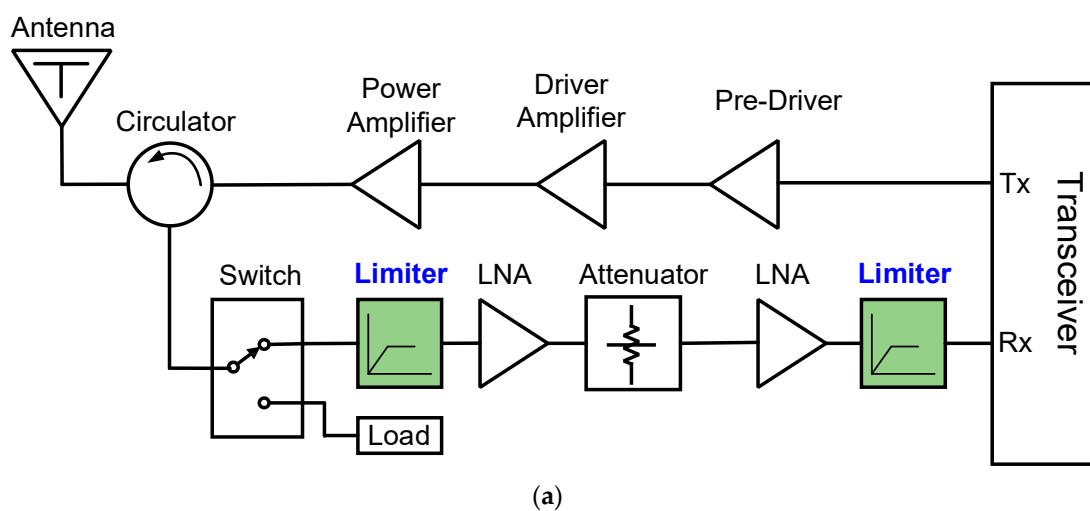 Antenna
Circulator
Power
Amplifier
Driver
Amplifier
Pre-Driver
Tx
Transceiver
Switch
Limiter
LNA
Attenuator
LNA
Limiter
Rx
Load
(a)